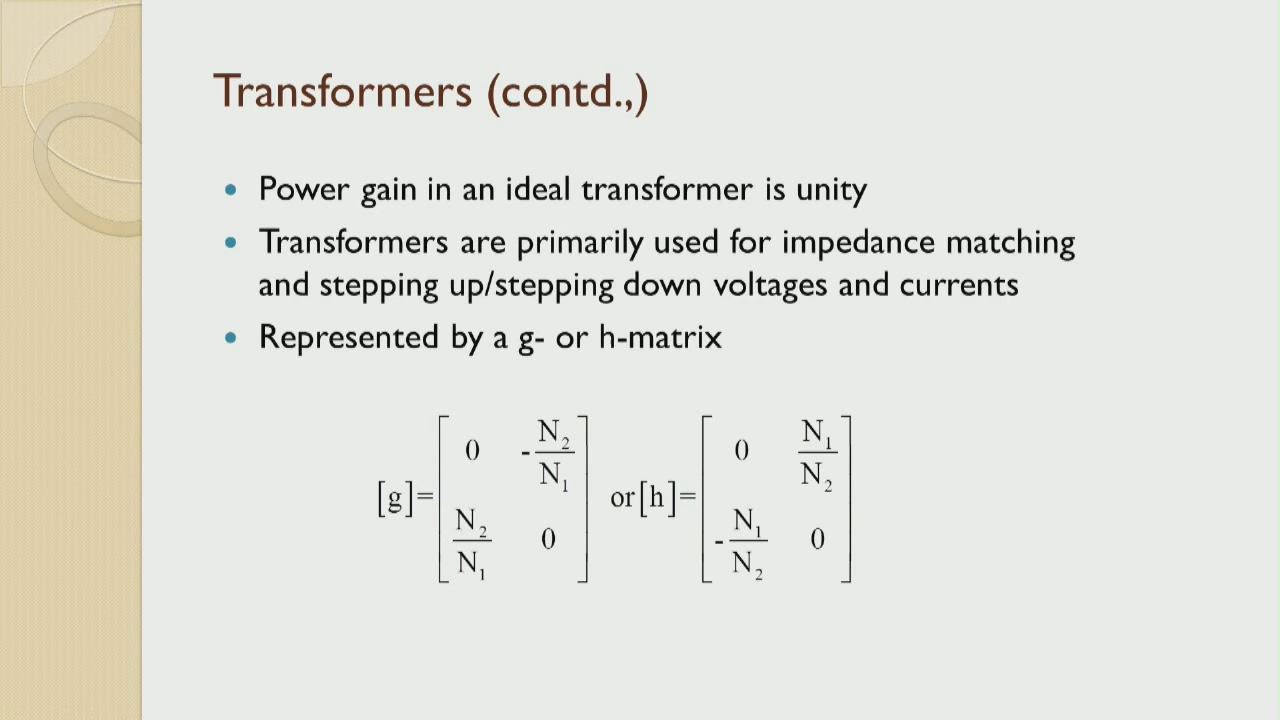 Transformers (contd.,)
• Power gain in an ideal transformer is unity
• Transformers are primarily used for impedance matching
and stepping up/stepping down voltages and currents
• Represented by a g- or h-matrix
[g]= [ 0  -N₂/N₁ ; N₂/N₁  0 ] or [h]= [ 0  N₁/N₂ ; -N₁/N₂  0 ]